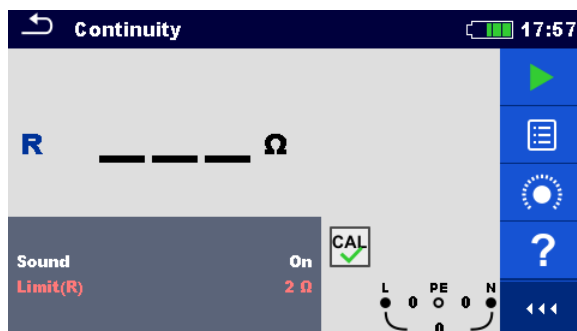 Continuity 17:57
R _ _ _ Ω
Sound On
Limit(R) 2 Ω
CAL
L PE N
0 0
0
?